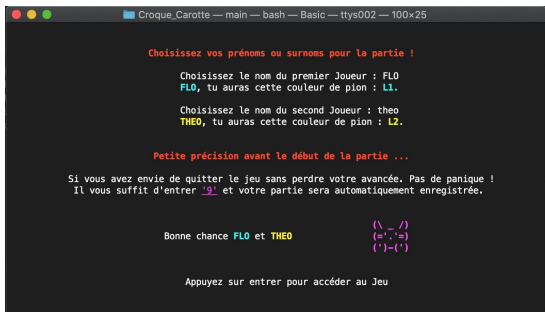 Croque_Carotte — main — bash — Basic — ttys002 — 100×25
Choisissez vos prénoms ou surnoms pour la partie !
Choisissez le nom du premier Joueur : FLO
FLO, tu auras cette couleur de pion : L1.
Choisissez le nom du second Joueur : theo
THEO, tu auras cette couleur de pion : L2.
Petite précision avant le début de la partie ...
Si vous avez envie de quitter le jeu sans perdre votre avancée. Pas de panique !
Il vous suffit d'entrer '9' et votre partie sera automatiquement enregistrée.
(\ _ /)
Bonne chance FLO et THEO (='.'=)
(')-(')
Appuyez sur entrer pour accéder au Jeu